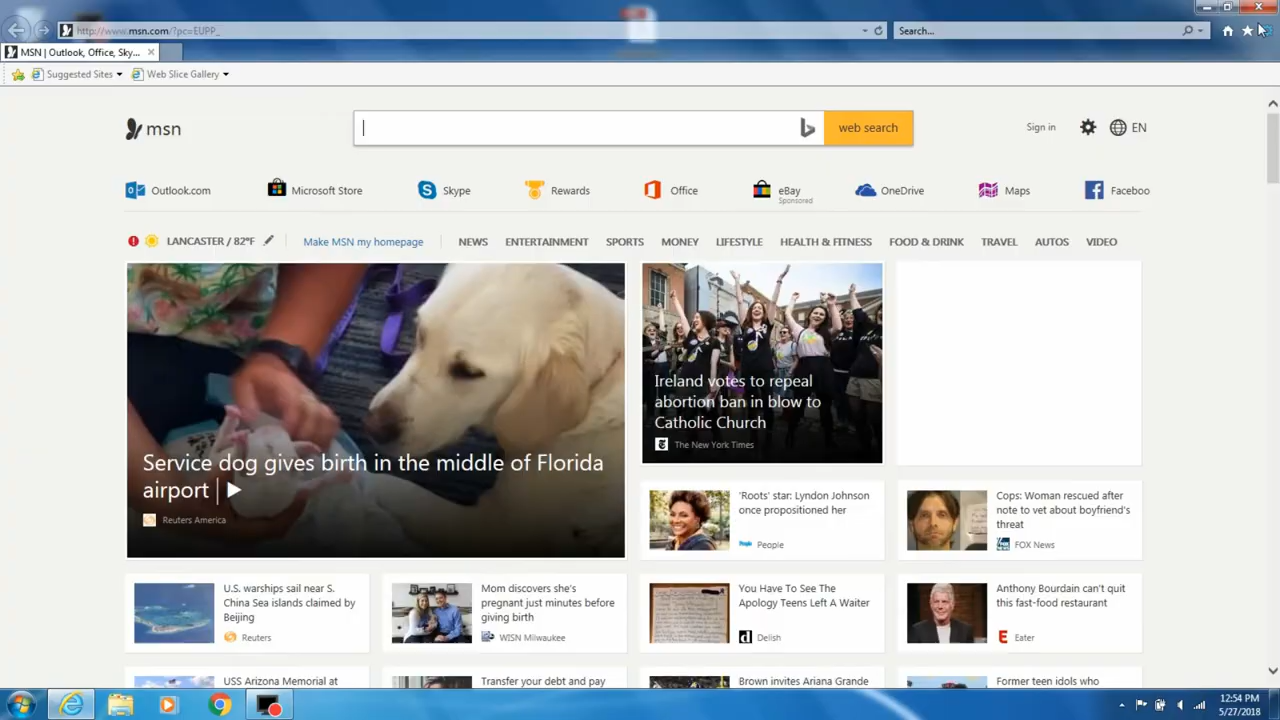 http://www.msn.com/?pc=EUPP_
Search...
MSN | Outlook, Office, Sky...
Suggested Sites
Web Slice Gallery
msn
web search
Sign in
EN
Outlook.com
Microsoft Store
Skype
Rewards
Office
eBay
Sponsored
OneDrive
Maps
Faceboo
LANCASTER / 82°F
Make MSN my homepage
NEWS
ENTERTAINMENT
SPORTS
MONEY
LIFESTYLE
HEALTH & FITNESS
FOOD & DRINK
TRAVEL
AUTOS
VIDEO
Service dog gives birth in the middle of Florida
airport |
Reuters America
Ireland votes to repeal
abortion ban in blow to
Catholic Church
The New York Times
'Roots' star: Lyndon Johnson
once propositioned her
People
Cops: Woman rescued after
note to vet about boyfriend's
threat
FOX News
U.S. warships sail near S.
China Sea islands claimed by
Beijing
Reuters
Mom discovers she's
pregnant just minutes before
giving birth
WISN Milwaukee
You Have To See The
Apology Teens Left A Waiter
Delish
Anthony Bourdain can't quit
this fast-food restaurant
Eater
USS Arizona Memorial at
Transfer your debt and pay
Brown invites Ariana Grande
Former teen idols who
12:54 PM
5/27/2018